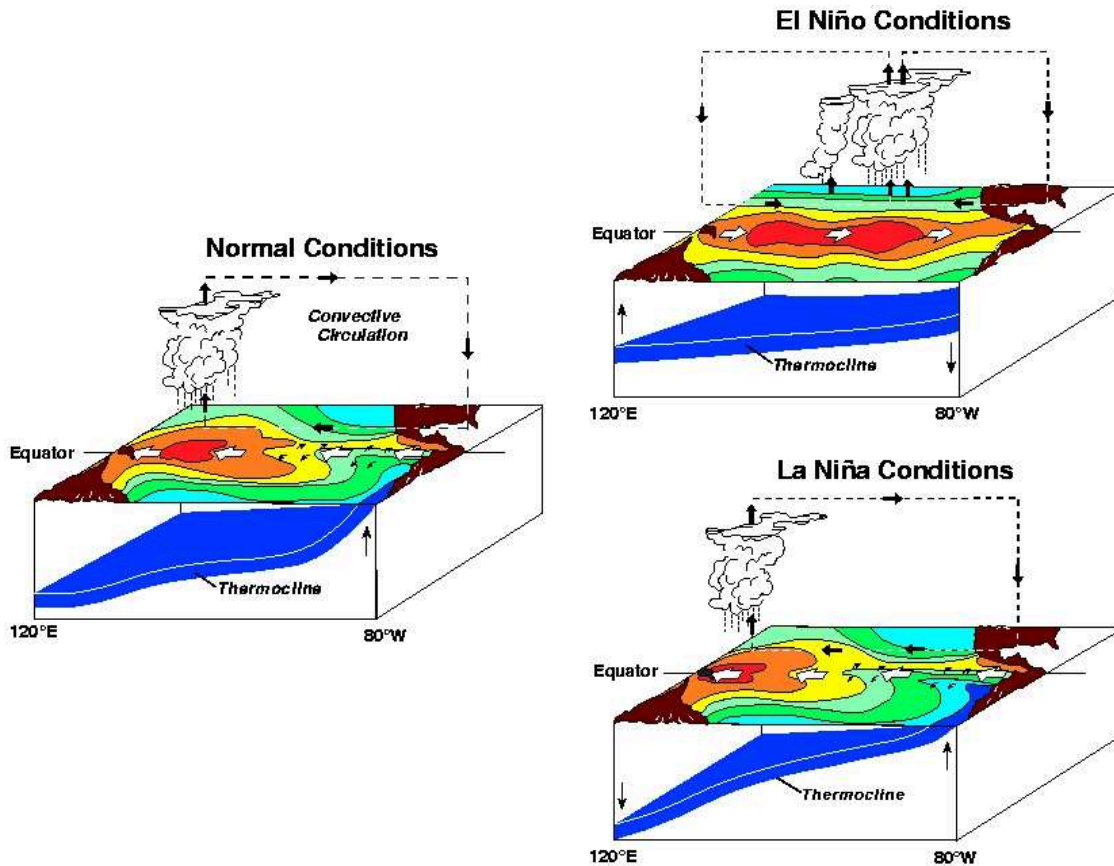 El Niño Conditions
Equator
Thermocline
120°E
80°W
Normal Conditions
Convective
Circulation
Equator
Thermocline
120°E
80°W
La Niña Conditions
Equator
Thermocline
120°E
80°W